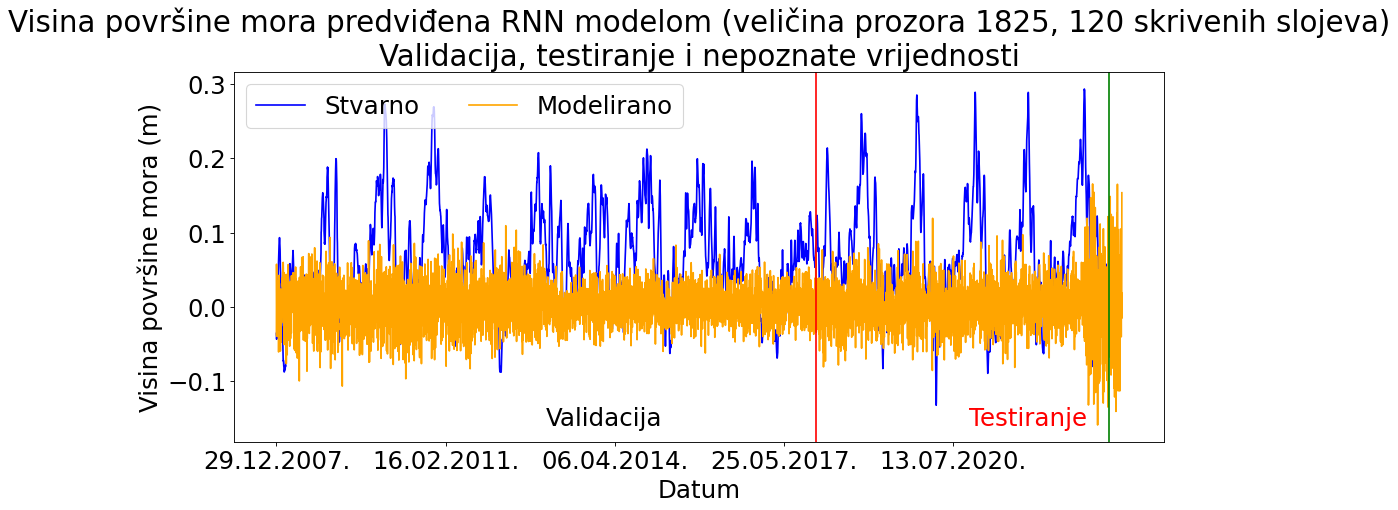 Visina površine mora predviđena RNN modelom (veličina prozora 1825, 120 skrivenih slojeva)
Validacija, testiranje i nepoznate vrijednosti
Stvarno Modelirano
Visina površine mora (m)
0.3
0.2
0.1
0.0
−0.1
Validacija
Testiranje
29.12.2007. 16.02.2011. 06.04.2014. 25.05.2017. 13.07.2020.
Datum